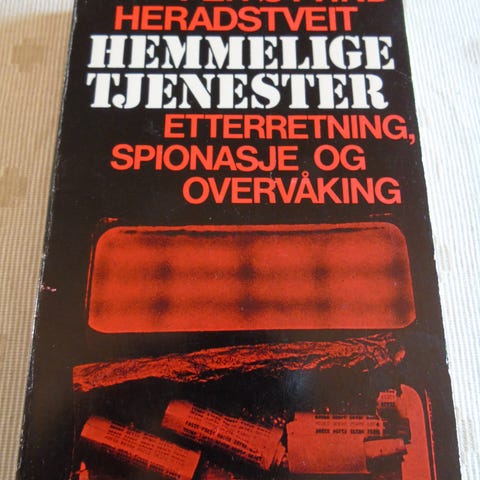 HERADSTVEIT
HEMMELIGE
TJENESTER
ETTERRETNING,
SPIONASJE OG
OVERVÅKING